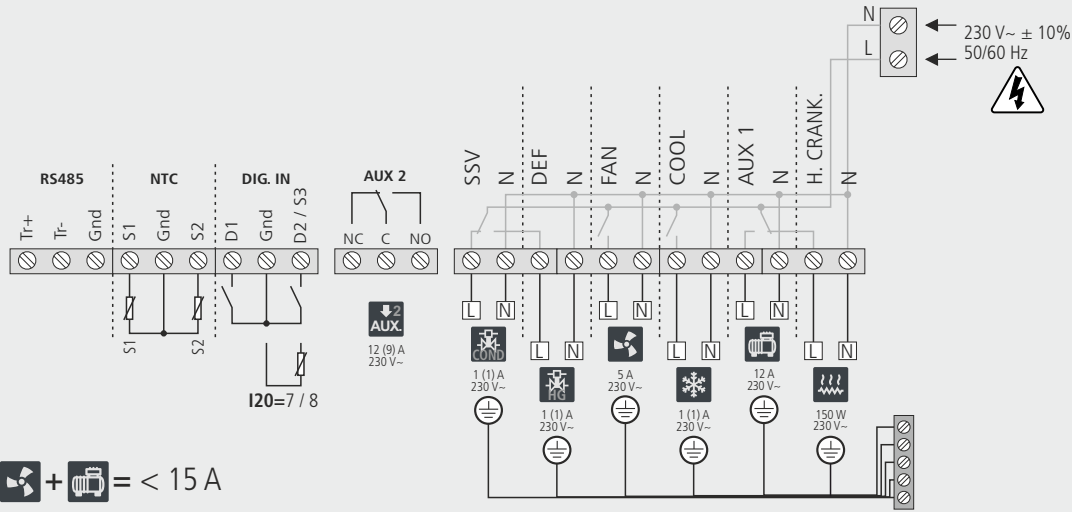 N
L
230 V~ ± 10%
50/60 Hz
RS485
NTC
DIG. IN
AUX 2
SSV
N
DEF
N
FAN
N
COOL
N
AUX 1
N
H. CRANK.
N
Tr+
Tr-
Gnd
S1
Gnd
S2
D1
Gnd
D2 / S3
NC
C
NO
S1
S2
I20=7 / 8
2
AUX.
12 (9) A
230 V~
L
N
L
N
L
N
L
N
L
N
L
N
COND
1 (1) A
230 V~
HG
1 (1) A
230 V~
5 A
230 V~
1 (1) A
230 V~
12 A
230 V~
150 W
230 V~
+ = < 15 A